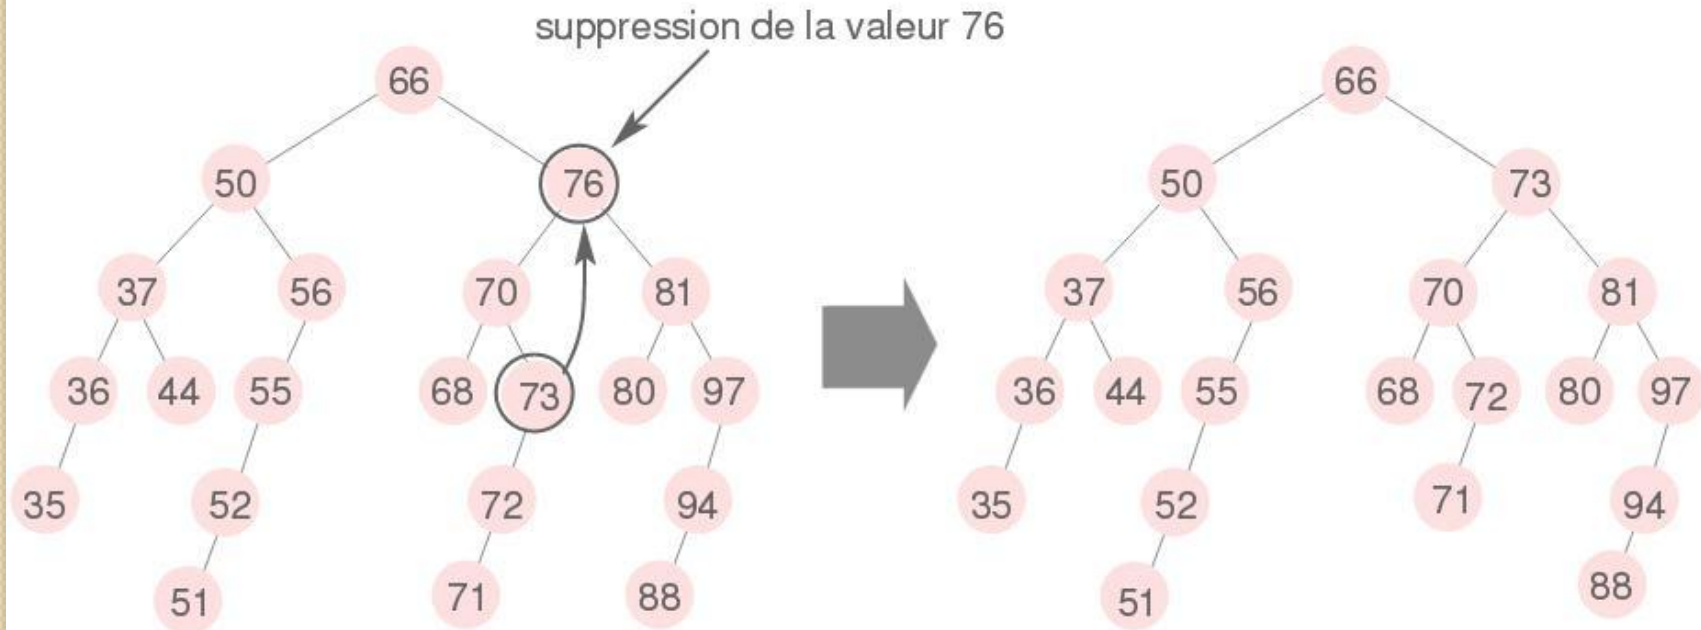 suppression de la valeur 76
66 66
50 76 50 73
37 56 70 81 37 56 70 81
36 44 55 68 73 80 97 36 44 55 68 72 80 97
35 52 72 94 35 52 71 94
51 71 88 51 88